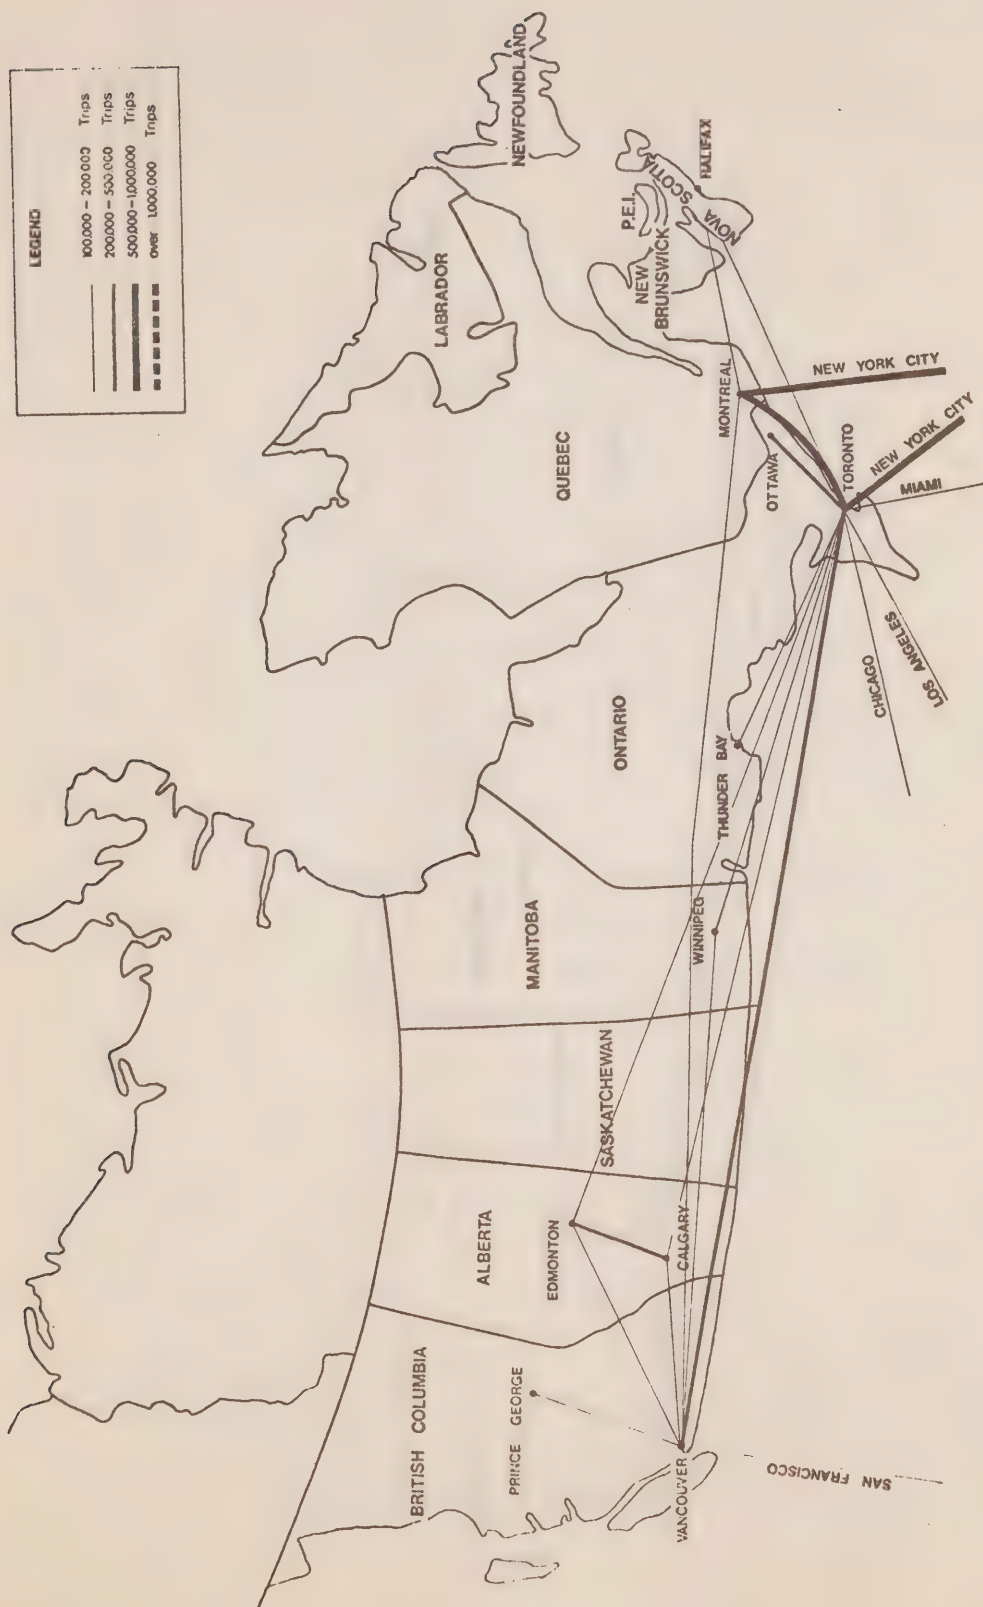 LEGEND
100,000 – 200,000 Trips
200,000 – 500,000 Trips
500,000 – 1,000,000 Trips
over 1,000,000 Trips
NEWFOUNDLAND
LABRADOR
QUEBEC
P.E.I.
NEW
BRUNSWICK
NOVA SCOTIA
HALIFAX
MONTREAL
OTTAWA
TORONTO
NEW YORK CITY
NEW YORK CITY
MIAMI
LOS ANGELES
CHICAGO
ONTARIO
THUNDER BAY
MANITOBA
WINNIPEG
SASKATCHEWAN
ALBERTA
EDMONTON
CALGARY
BRITISH COLUMBIA
PRINCE GEORGE
VANCOUVER
SAN FRANCISCO